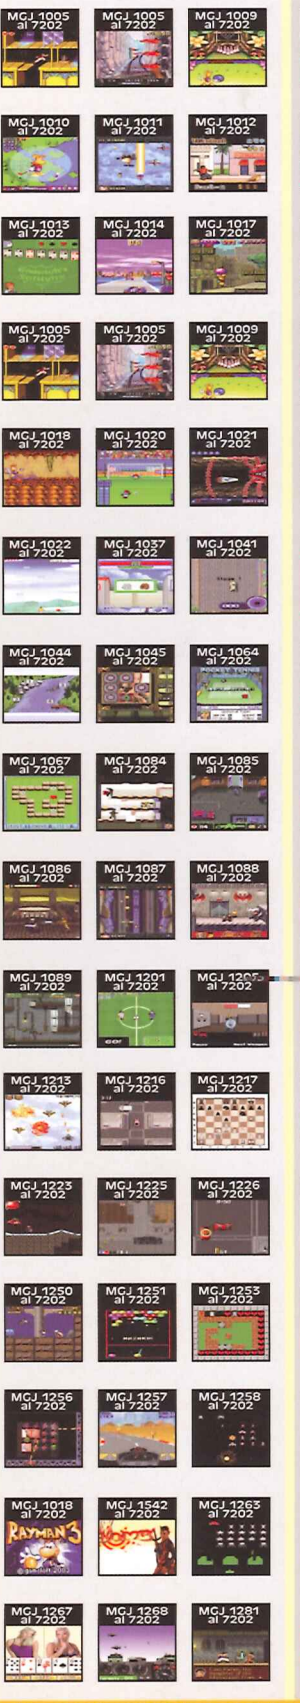 MGJ 1005
al 7202
MGJ 1005
al 7202
MGJ 1009
al 7202
MGJ 1010
al 7202
MGJ 1011
al 7202
MGJ 1012
al 7202
MGJ 1013
al 7202
MGJ 1014
al 7202
MGJ 1017
al 7202
MGJ 1005
al 7202
MGJ 1005
al 7202
MGJ 1009
al 7202
MGJ 1018
al 7202
MGJ 1020
al 7202
MGJ 1021
al 7202
MGJ 1022
al 7202
MGJ 1037
al 7202
MGJ 1041
al 7202
MGJ 1044
al 7202
MGJ 1045
al 7202
MGJ 1064
al 7202
MGJ 1067
al 7202
MGJ 1084
al 7202
MGJ 1085
al 7202
MGJ 1086
al 7202
MGJ 1087
al 7202
MGJ 1088
al 7202
MGJ 1089
al 7202
MGJ 1201
al 7202
GO!
MGJ
al 7202
MGJ 1213
al 7202
MGJ 1216
al 7202
MGJ 1217
al 7202
MGJ 1223
al 7202
MGJ 1225
al 7202
MGJ 1226
al 7202
MGJ 1250
al 7202
MGJ 1251
al 7202
MGJ 1253
al 7202
MGJ 1256
al 7202
MGJ 1257
al 7202
MGJ 1258
al 7202
MGJ 1018
al 7202
RAYMAN 3
© gameloft 2003
MGJ 1542
al 7202
MGJ 1263
al 7202
MGJ 1267
al 7202
MGJ 1268
al 7202
MGJ 1281
al 7202